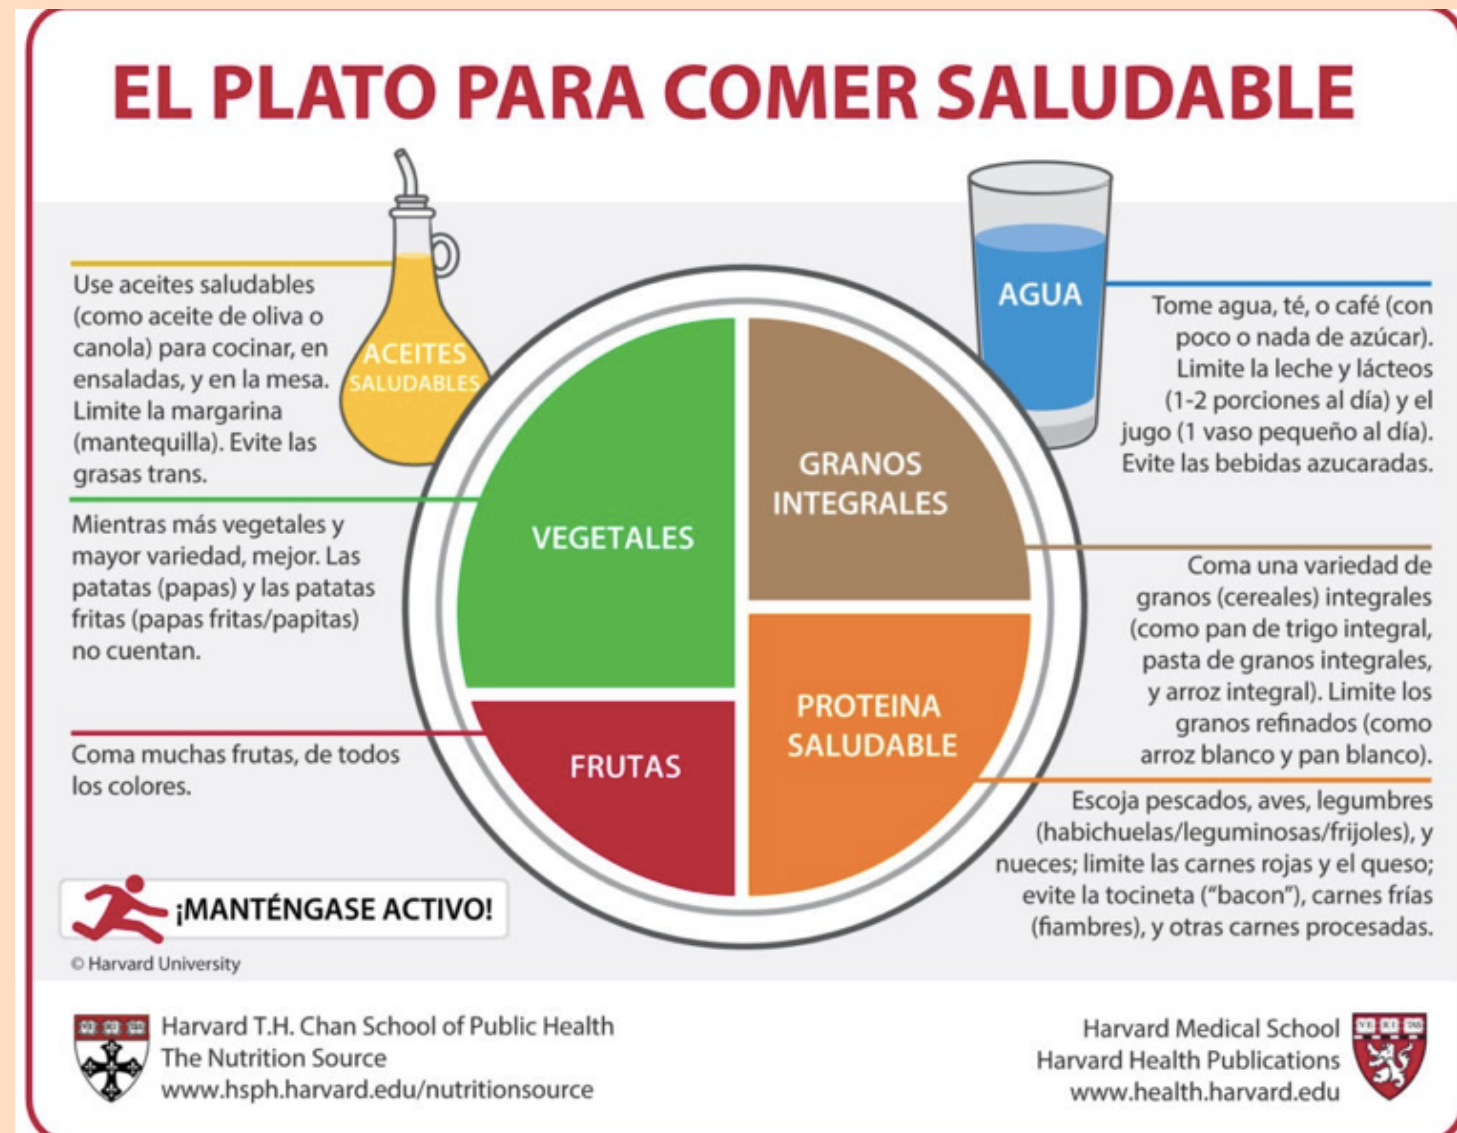 EL PLATO PARA COMER SALUDABLE
Use aceites saludables
(como aceite de oliva o
canola) para cocinar, en
ensaladas, y en la mesa.
Limite la margarina
(mantequilla). Evite las
grasas trans.
ACEITES
SALUDABLES
AGUA
Tome agua, té, o café (con
poco o nada de azúcar).
Limite la leche y lácteos
(1-2 porciones al día) y el
jugo (1 vaso pequeño al día).
Evite las bebidas azucaradas.
Mientras más vegetales y
mayor variedad, mejor. Las
patatas (papas) y las patatas
fritas (papas fritas/papitas)
no cuentan.
VEGETALES
GRANOS
INTEGRALES
Coma una variedad de
granos (cereales) integrales
(como pan de trigo integral,
pasta de granos integrales,
y arroz integral). Limite los
granos refinados (como
arroz blanco y pan blanco).
Coma muchas frutas, de todos
los colores.
FRUTAS
PROTEINA
SALUDABLE
Escoja pescados, aves, legumbres
(habichuelas/leguminosas/frijoles), y
nueces; limite las carnes rojas y el queso;
evite la tocineta (“bacon”), carnes frías
(fiambres), y otras carnes procesadas.
¡MANTÉNGASE ACTIVO!
© Harvard University
Harvard T.H. Chan School of Public Health
The Nutrition Source
www.hsph.harvard.edu/nutritionsource
Harvard Medical School
Harvard Health Publications
www.health.harvard.edu